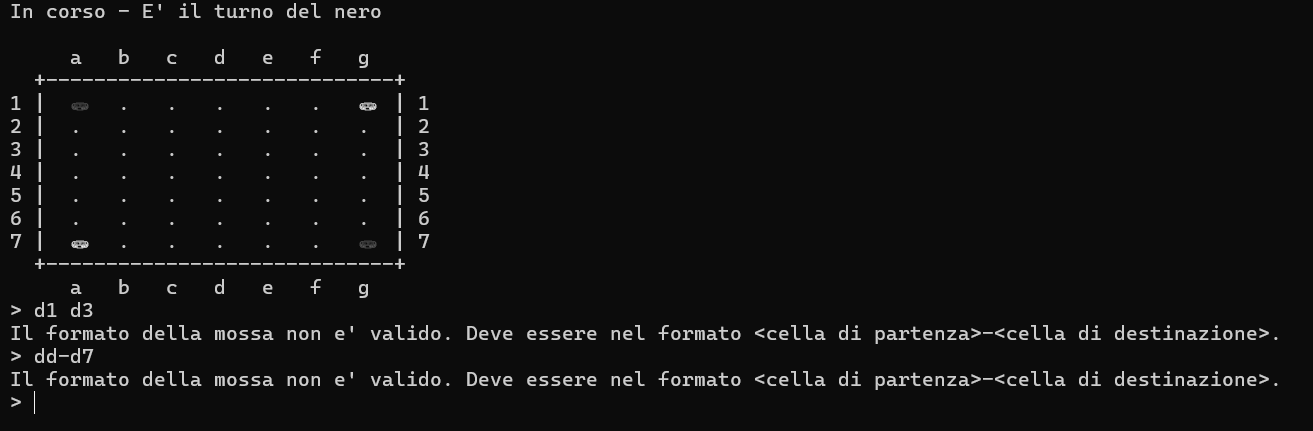 In corso - E' il turno del nero
a b c d e f g
+-----------------------------+
1 | ⛂ . . . . . ⛂ | 1
2 | . . . . . . . | 2
3 | . . . . . . . | 3
4 | . . . . . . . | 4
5 | . . . . . . . | 5
6 | . . . . . . . | 6
7 | ⛂ . . . . . ⛂ | 7
+-----------------------------+
a b c d e f g
> d1 d3
Il formato della mossa non e' valido. Deve essere nel formato <cella di partenza>-<cella di destinazione>.
> dd-d7
Il formato della mossa non e' valido. Deve essere nel formato <cella di partenza>-<cella di destinazione>.
>